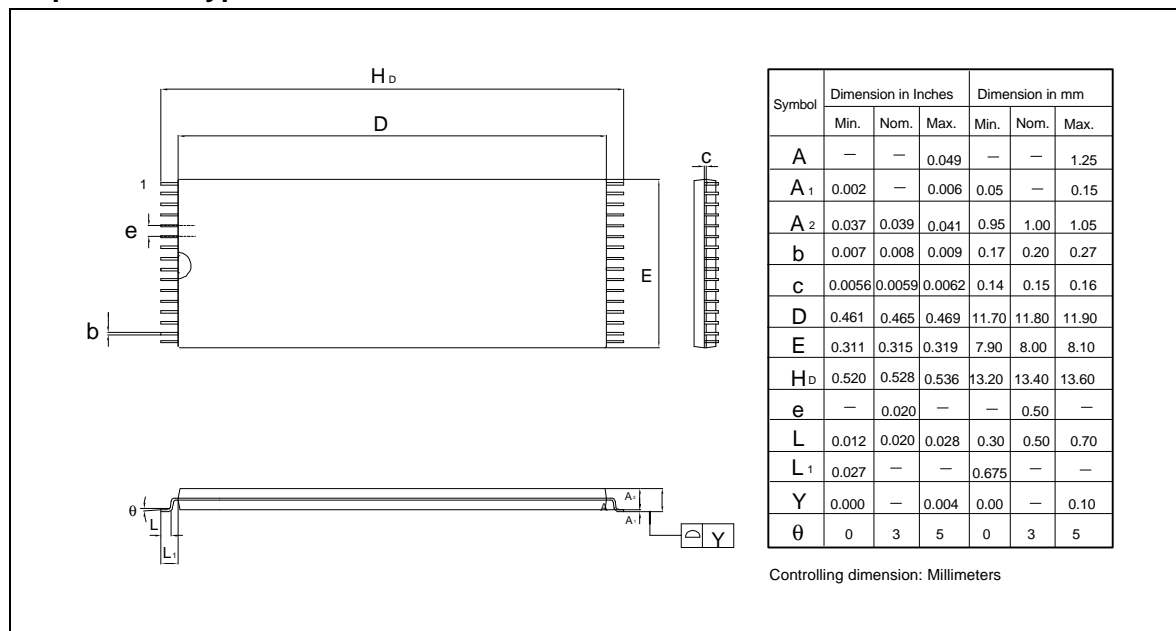 H D
D
1
e
b
E
c
θ
L
L 1
A 2
A
A 1
Y
Symbol Dimension in Inches Dimension in mm
Min. Nom. Max. Min. Nom. Max.
A — — 0.049 — — 1.25
A 1 0.002 — 0.006 0.05 — 0.15
A 2 0.037 0.039 0.041 0.95 1.00 1.05
b 0.007 0.008 0.009 0.17 0.20 0.27
c 0.0056 0.0059 0.0062 0.14 0.15 0.16
D 0.461 0.465 0.469 11.70 11.80 11.90
E 0.311 0.315 0.319 7.90 8.00 8.10
H D 0.520 0.528 0.536 13.20 13.40 13.60
e — 0.020 — — 0.50 —
L 0.012 0.020 0.028 0.30 0.50 0.70
L 1 0.027 — — 0.675 — —
Y 0.000 — 0.004 0.00 — 0.10
θ 0 3 5 0 3 5
Controlling dimension: Millimeters